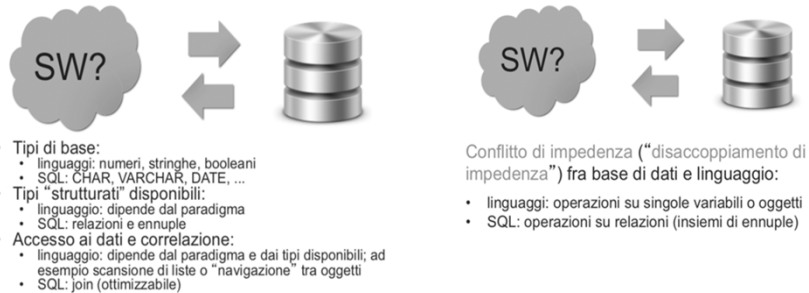 SW?
• Tipi di base:
• linguaggi: numeri, stringhe, booleani
• SQL: CHAR, VARCHAR, DATE, ...
• Tipi “strutturati” disponibili:
• linguaggio: dipende dal paradigma
• SQL: relazioni e ennuple
• Accesso ai dati e correlazione:
• linguaggio: dipende dal paradigma e dai tipi disponibili; ad
esempio scansione di liste o “navigazione” tra oggetti
• SQL: join (ottimizzabile)
SW?
Conflitto di impedenza (“disaccoppiamento di
impedenza”) fra base di dati e linguaggio:
• linguaggi: operazioni su singole variabili o oggetti
• SQL: operazioni su relazioni (insiemi di ennuple)